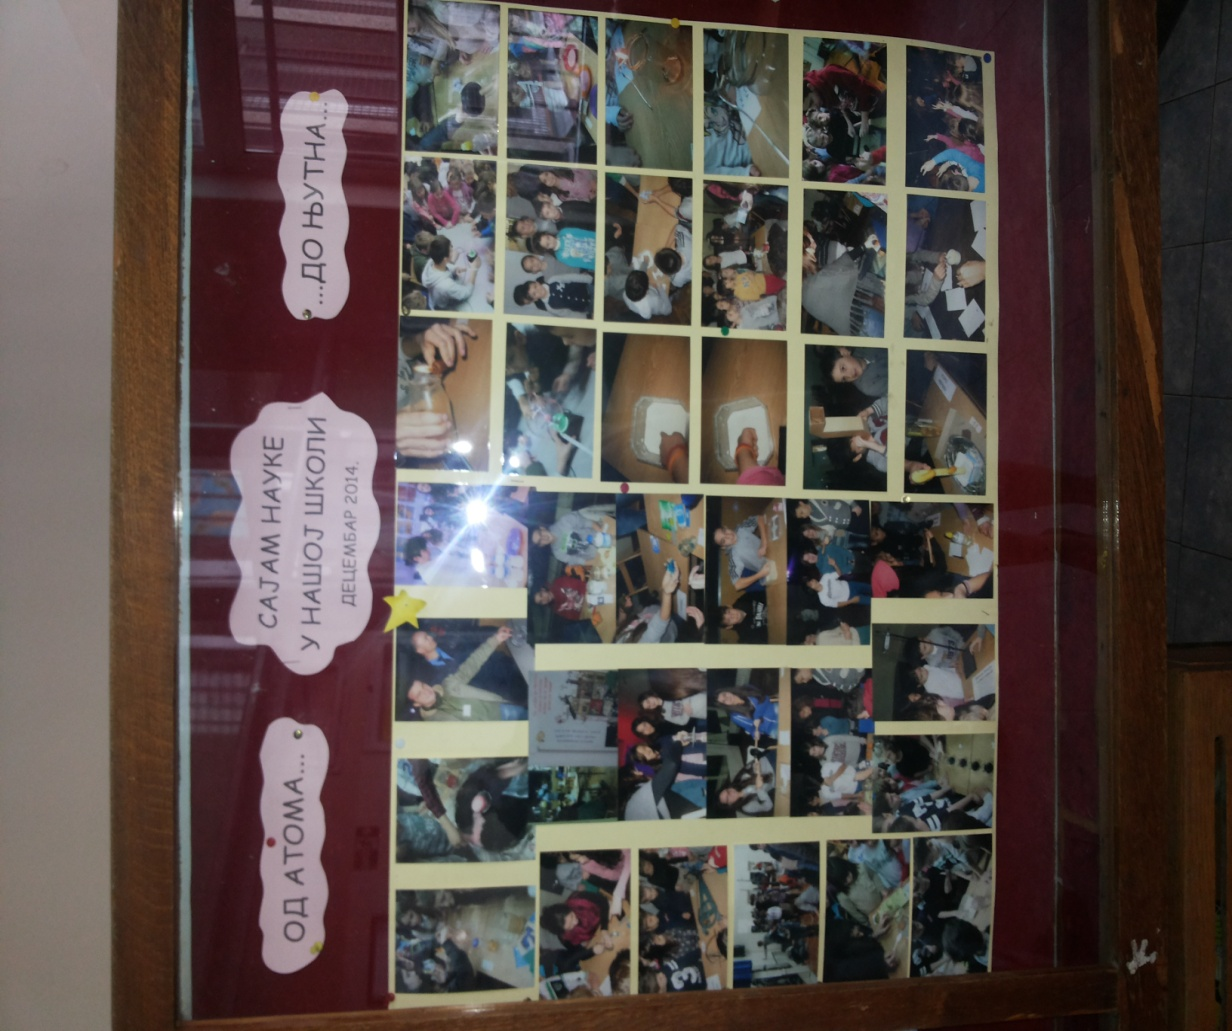 ОД АТОМА...
САЈАМ НАУКЕ
У НАШОЈ ШКОЛИ
ДЕЦЕМБАР 2014.
...ДО ЊУТНА...